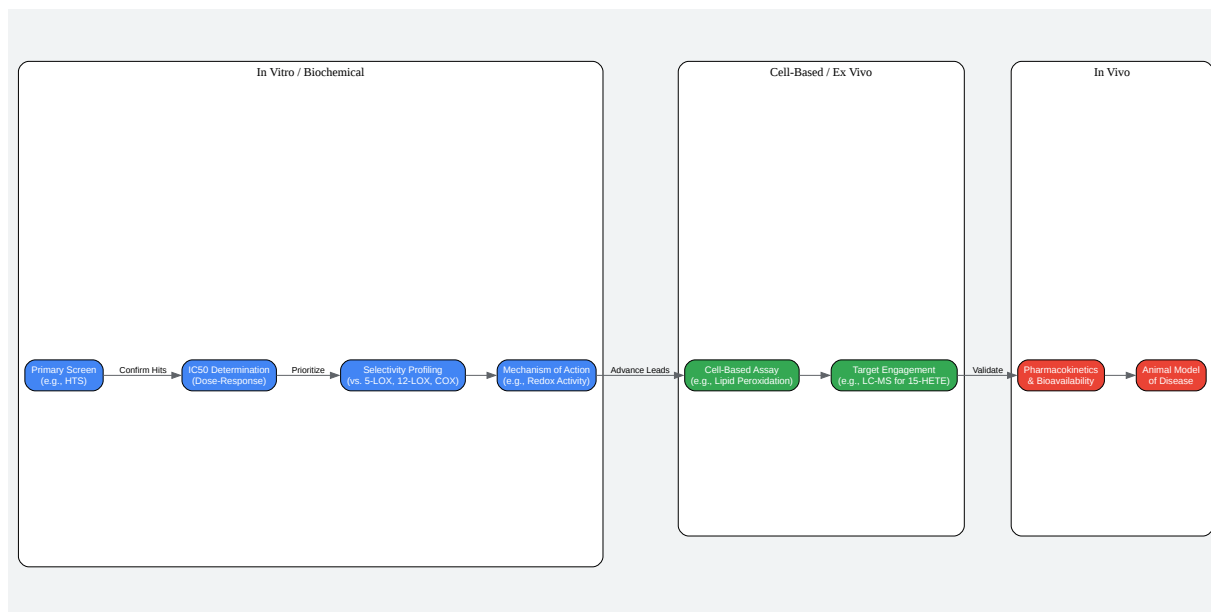 In Vitro / Biochemical
Cell-Based / Ex Vivo
In Vivo
Primary Screen
(e.g., HTS)
Confirm Hits
IC50 Determination
(Dose-Response)
Prioritize
Selectivity Profiling
(vs. 5-LOX, 12-LOX, COX)
Mechanism of Action
(e.g., Redox Activity)
Advance Leads
Cell-Based Assay
(e.g., Lipid Peroxidation)
Target Engagement
(e.g., LC-MS for 15-HETE)
Validate
Pharmacokinetics
& Bioavailability
Animal Model
of Disease